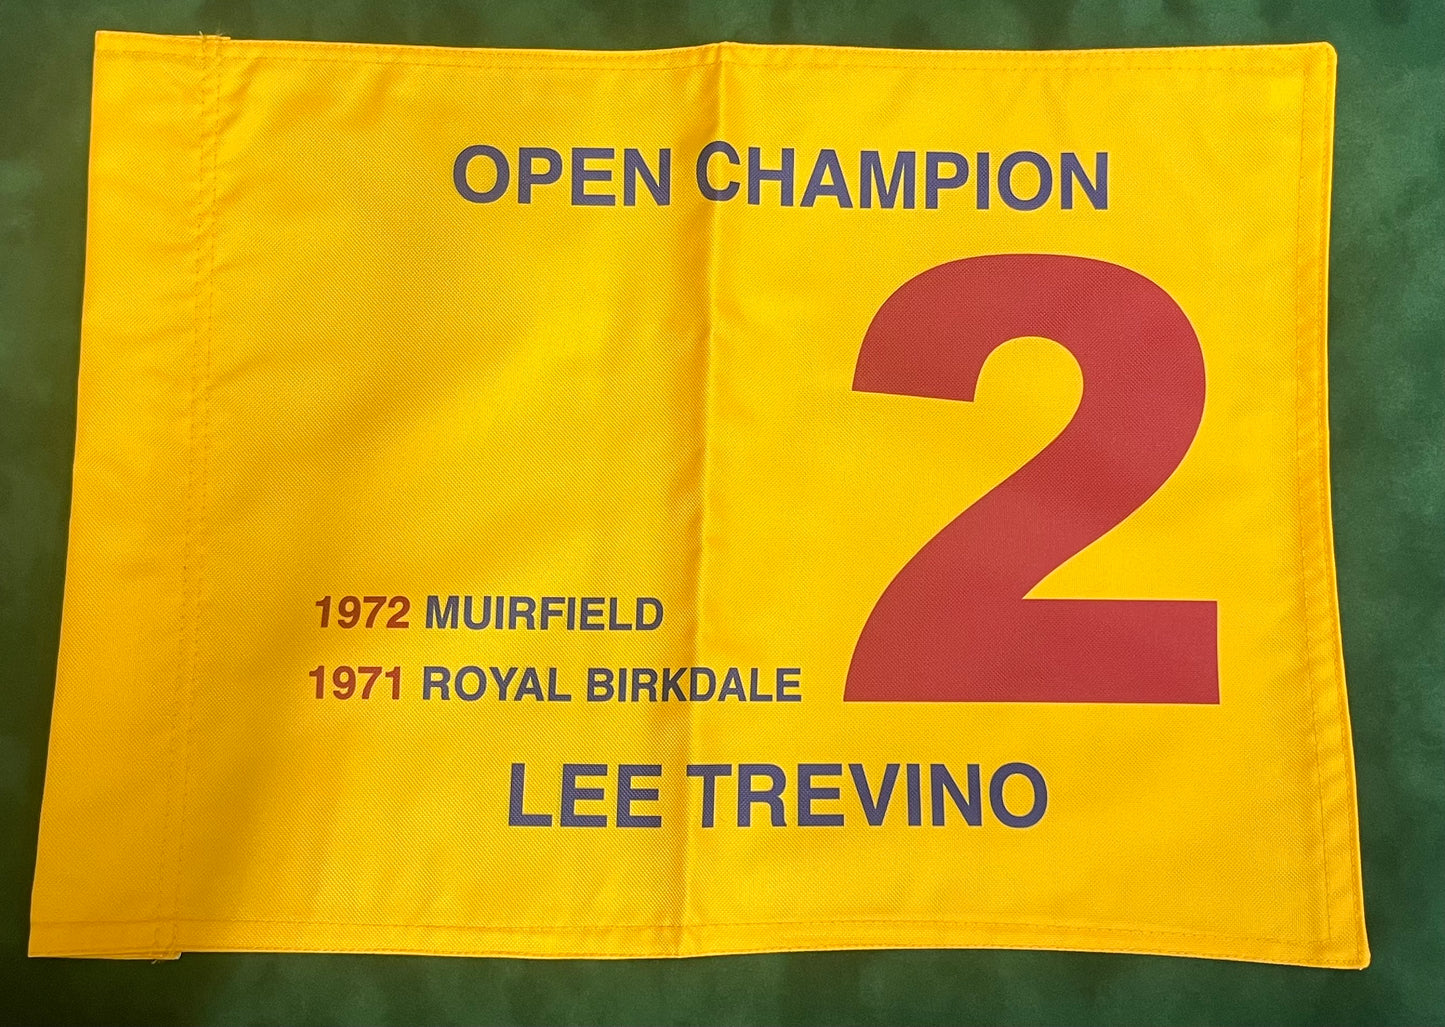 OPEN CHAMPION
2
1972 MUIRFIELD
1971 ROYAL BIRKDALE
LEE TREVINO